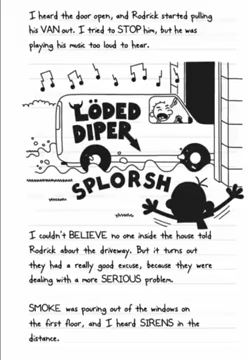 I heard the door open, and Rodrick started pulling
his VAN out. I tried to STOP him, but he was
playing his music too loud to hear.
LÖDED
DIPER
SPLORSH
I couldn't BELIEVE no one inside the house told
Rodrick about the driveway. But it turns out
they had a really good excuse, because they were
dealing with a more SERIOUS problem.
SMOKE was pouring out of the windows on
the first floor, and I heard SIRENS in the
distance.